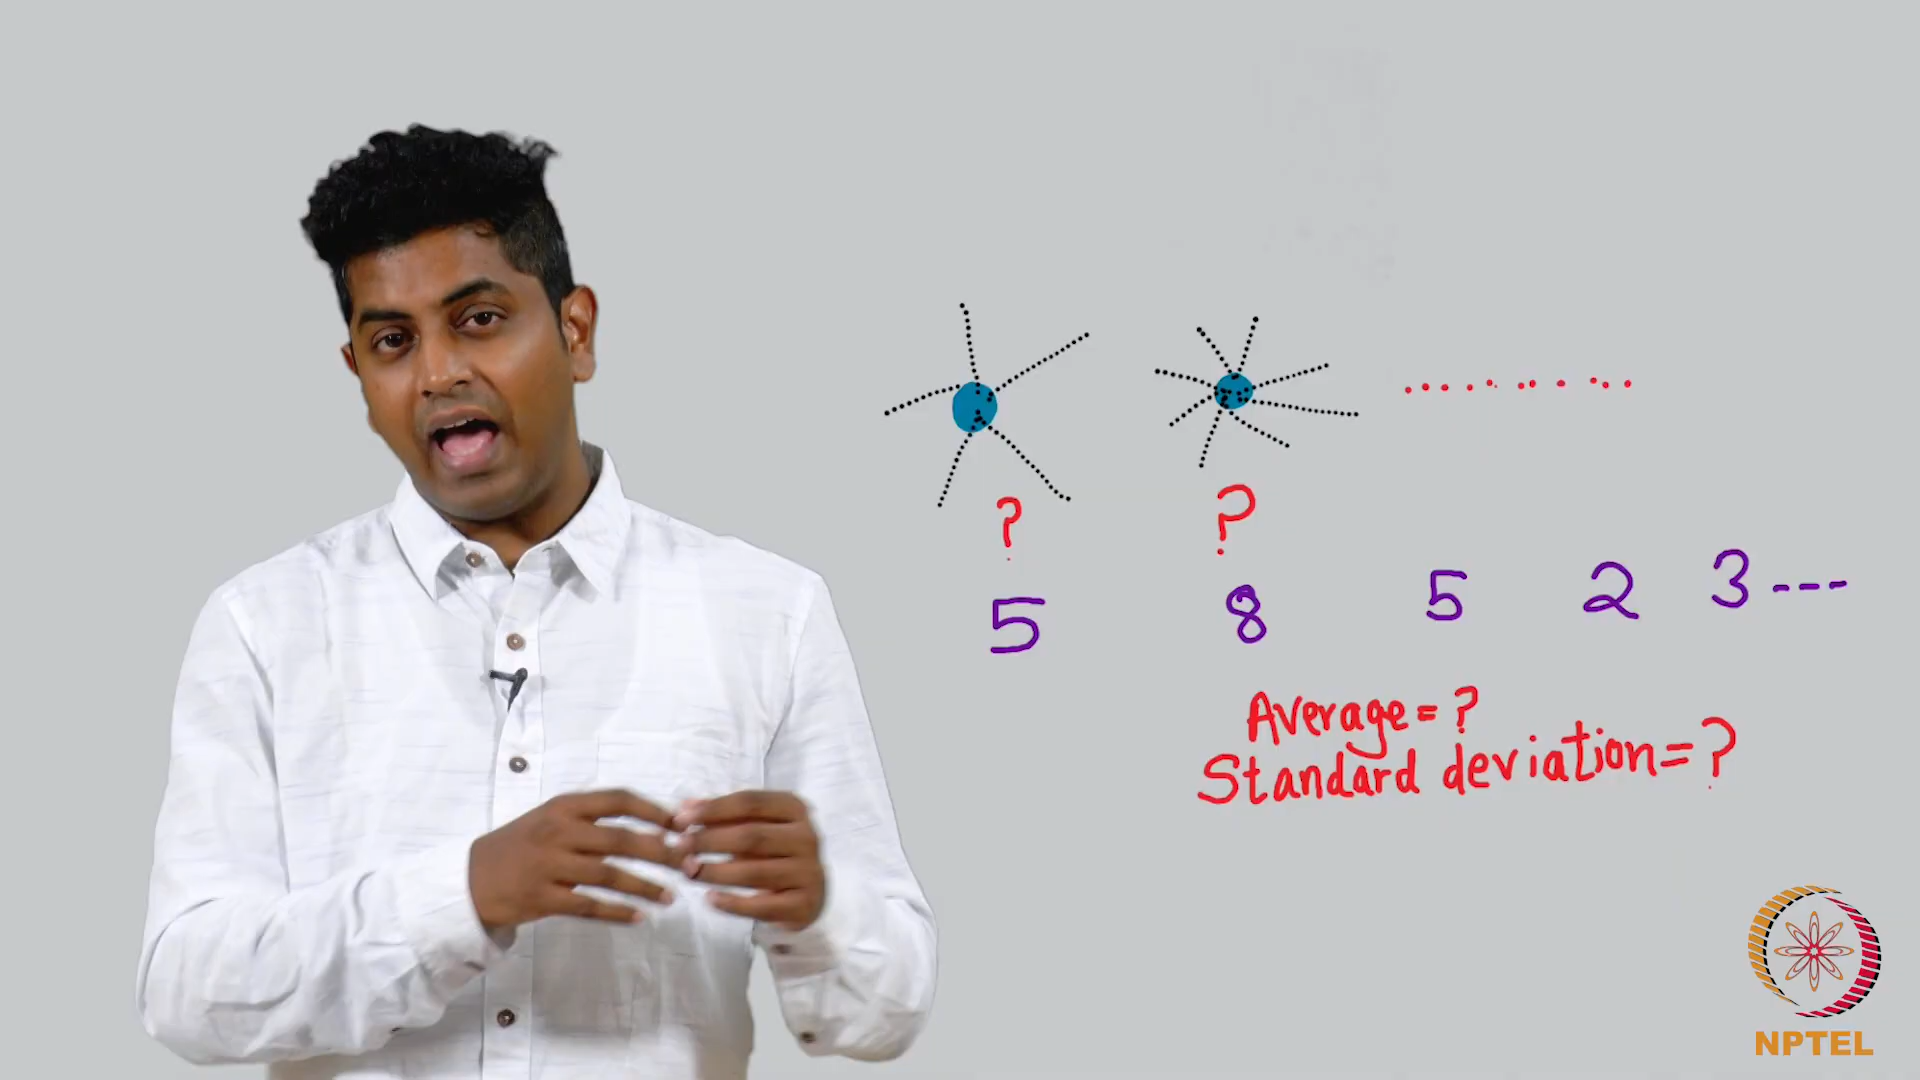 ? ?
5 8 5 2 3 ---
Average = ?
Standard deviation = ?
NPTEL